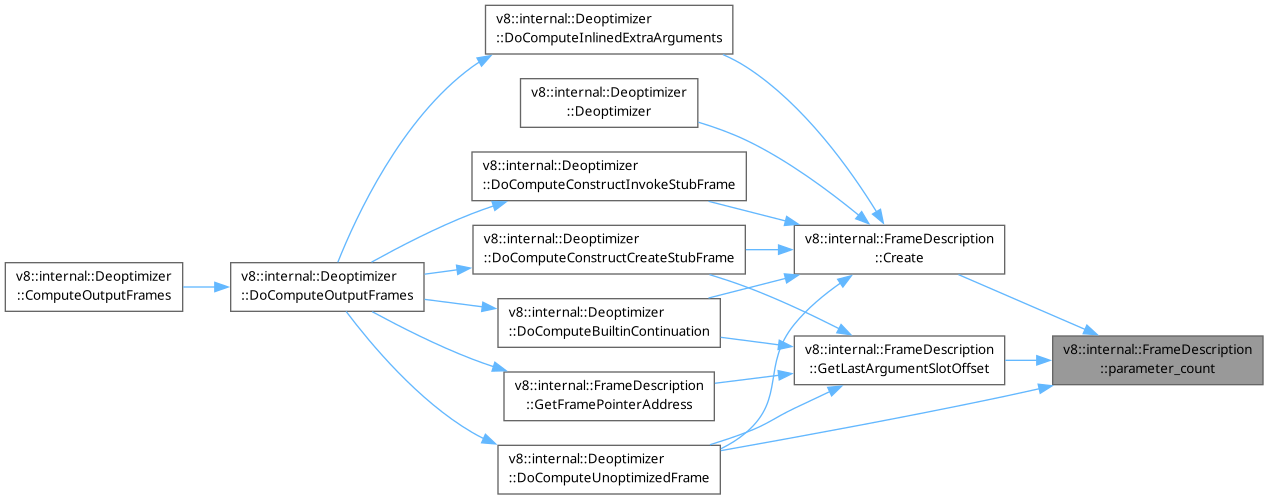 v8::internal::Deoptimizer
::DoComputeInlinedExtraArguments
v8::internal::Deoptimizer
::Deoptimizer
v8::internal::Deoptimizer
::DoComputeConstructInvokeStubFrame
v8::internal::FrameDescription
::Create
v8::internal::Deoptimizer
::DoComputeConstructCreateStubFrame
v8::internal::Deoptimizer
::ComputeOutputFrames
v8::internal::Deoptimizer
::DoComputeOutputFrames
v8::internal::Deoptimizer
::DoComputeBuiltinContinuation
v8::internal::FrameDescription
::GetLastArgumentSlotOffset
v8::internal::FrameDescription
::parameter_count
v8::internal::FrameDescription
::GetFramePointerAddress
v8::internal::Deoptimizer
::DoComputeUnoptimizedFrame